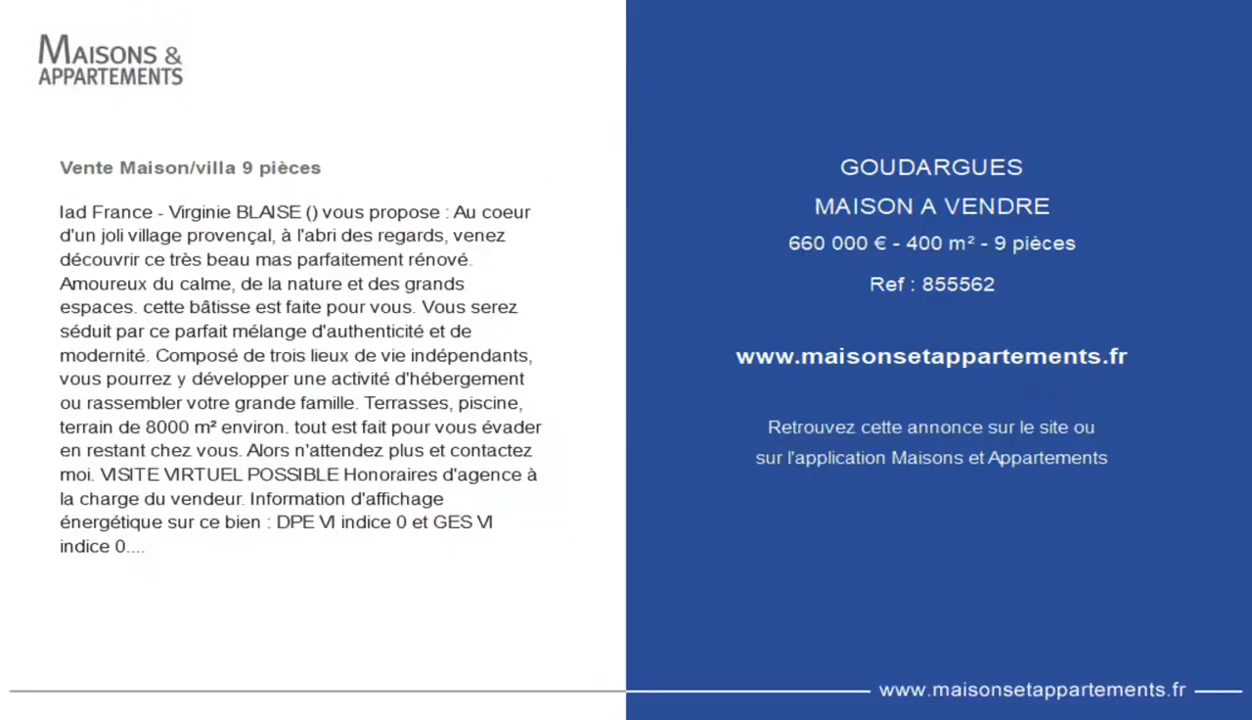 MAISONS &
APPARTEMENTS
Vente Maison/villa 9 pièces
Iad France - Virginie BLAISE () vous propose : Au coeur
d'un joli village provençal, à l'abri des regards, venez
découvrir ce très beau mas parfaitement rénové.
Amoureux du calme, de la nature et des grands
espaces. cette bâtisse est faite pour vous. Vous serez
séduit par ce parfait mélange d'authenticité et de
modernité. Composé de trois lieux de vie indépendants,
vous pourrez y développer une activité d'hébergement
ou rassembler votre grande famille. Terrasses, piscine,
terrain de 8000 m² environ. tout est fait pour vous évader
en restant chez vous. Alors n'attendez plus et contactez
moi. VISITE VIRTUEL POSSIBLE Honoraires d'agence à
la charge du vendeur. Information d'affichage
énergétique sur ce bien : DPE VI indice 0 et GES VI
indice 0....
GOUDARGUES
MAISON A VENDRE
660 000 € - 400 m² - 9 pièces
Ref : 855562
www.maisonsetappartements.fr
Retrouvez cette annonce sur le site ou
sur l'application Maisons et Appartements
www.maisonsetappartements.fr